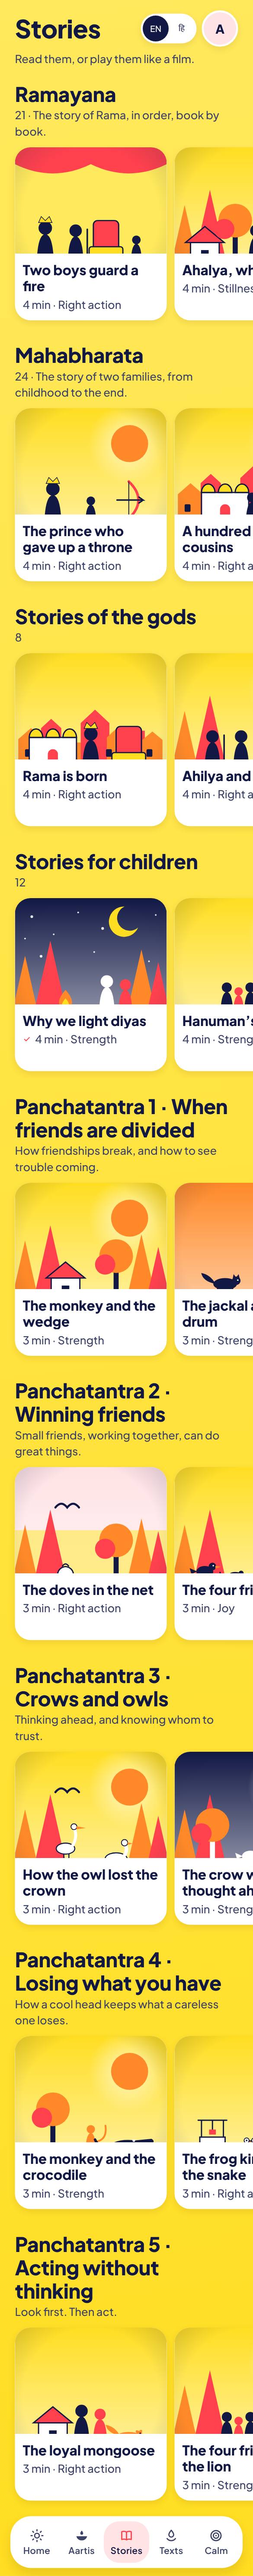 Stories
EN
हि
A
Read them, or play them like a film.
Ramayana
21 · The story of Rama, in order, book by
book.
Two boys guard a
fire
4 min · Right action
Ahalya, wh
4 min · Stillnes
Mahabharata
24 · The story of two families, from
childhood to the end.
The prince who
gave up a throne
4 min · Right action
A hundred
cousins
4 min · Right a
Stories of the gods
8
Rama is born
4 min · Right action
Ahilya and
4 min · Right a
Stories for children
12
Why we light diyas
✓ 4 min · Strength
Hanuman's
4 min · Streng
Panchatantra 1 · When
friends are divided
How friendships break, and how to see
trouble coming.
The monkey and the
wedge
3 min · Strength
The jackal a
drum
3 min · Streng
Panchatantra 2 ·
Winning friends
Small friends, working together, can do
great things.
The doves in the net
3 min · Right action
The four fri
3 min · Joy
Panchatantra 3 ·
Crows and owls
Thinking ahead, and knowing whom to
trust.
How the owl lost the
crown
3 min · Right action
The crow w
thought ah
3 min · Streng
Panchatantra 4 ·
Losing what you have
How a cool head keeps what a careless
one loses.
The monkey and the
crocodile
3 min · Strength
The frog kin
the snake
3 min · Right a
Panchatantra 5 ·
Acting without
thinking
Look first. Then act.
The loyal mongoose
3 min · Right action
The four fri
the lion
3 min · Streng
Home
Aartis
Stories
Texts
Calm